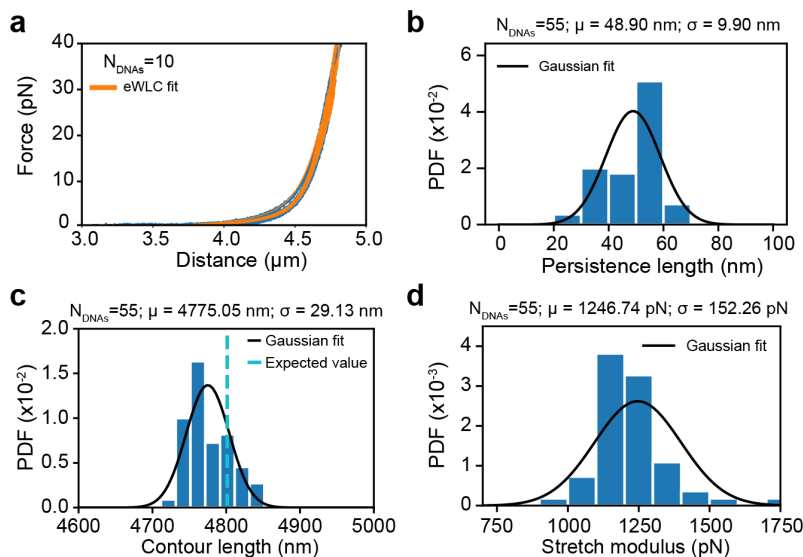 a
N_DNAs=10
eWLC fit
40
30
20
10
0
Force (pN)
3.0 3.5 4.0 4.5 5.0
Distance (µm)
b
N_DNAs=55; µ = 48.90 nm; σ = 9.90 nm
Gaussian fit
6
4
2
0
PDF (x10⁻²)
0 20 40 60 80 100
Persistence length (nm)
c
N_DNAs=55; µ = 4775.05 nm; σ = 29.13 nm
Gaussian fit
Expected value
2.0
1.5
1.0
0.5
0.0
PDF (x10⁻²)
4600 4700 4800 4900 5000
Contour length (nm)
d
N_DNAs=55; µ = 1246.74 pN; σ = 152.26 pN
Gaussian fit
4
3
2
1
0
PDF (x10⁻³)
750 1000 1250 1500 1750
Stretch modulus (pN)